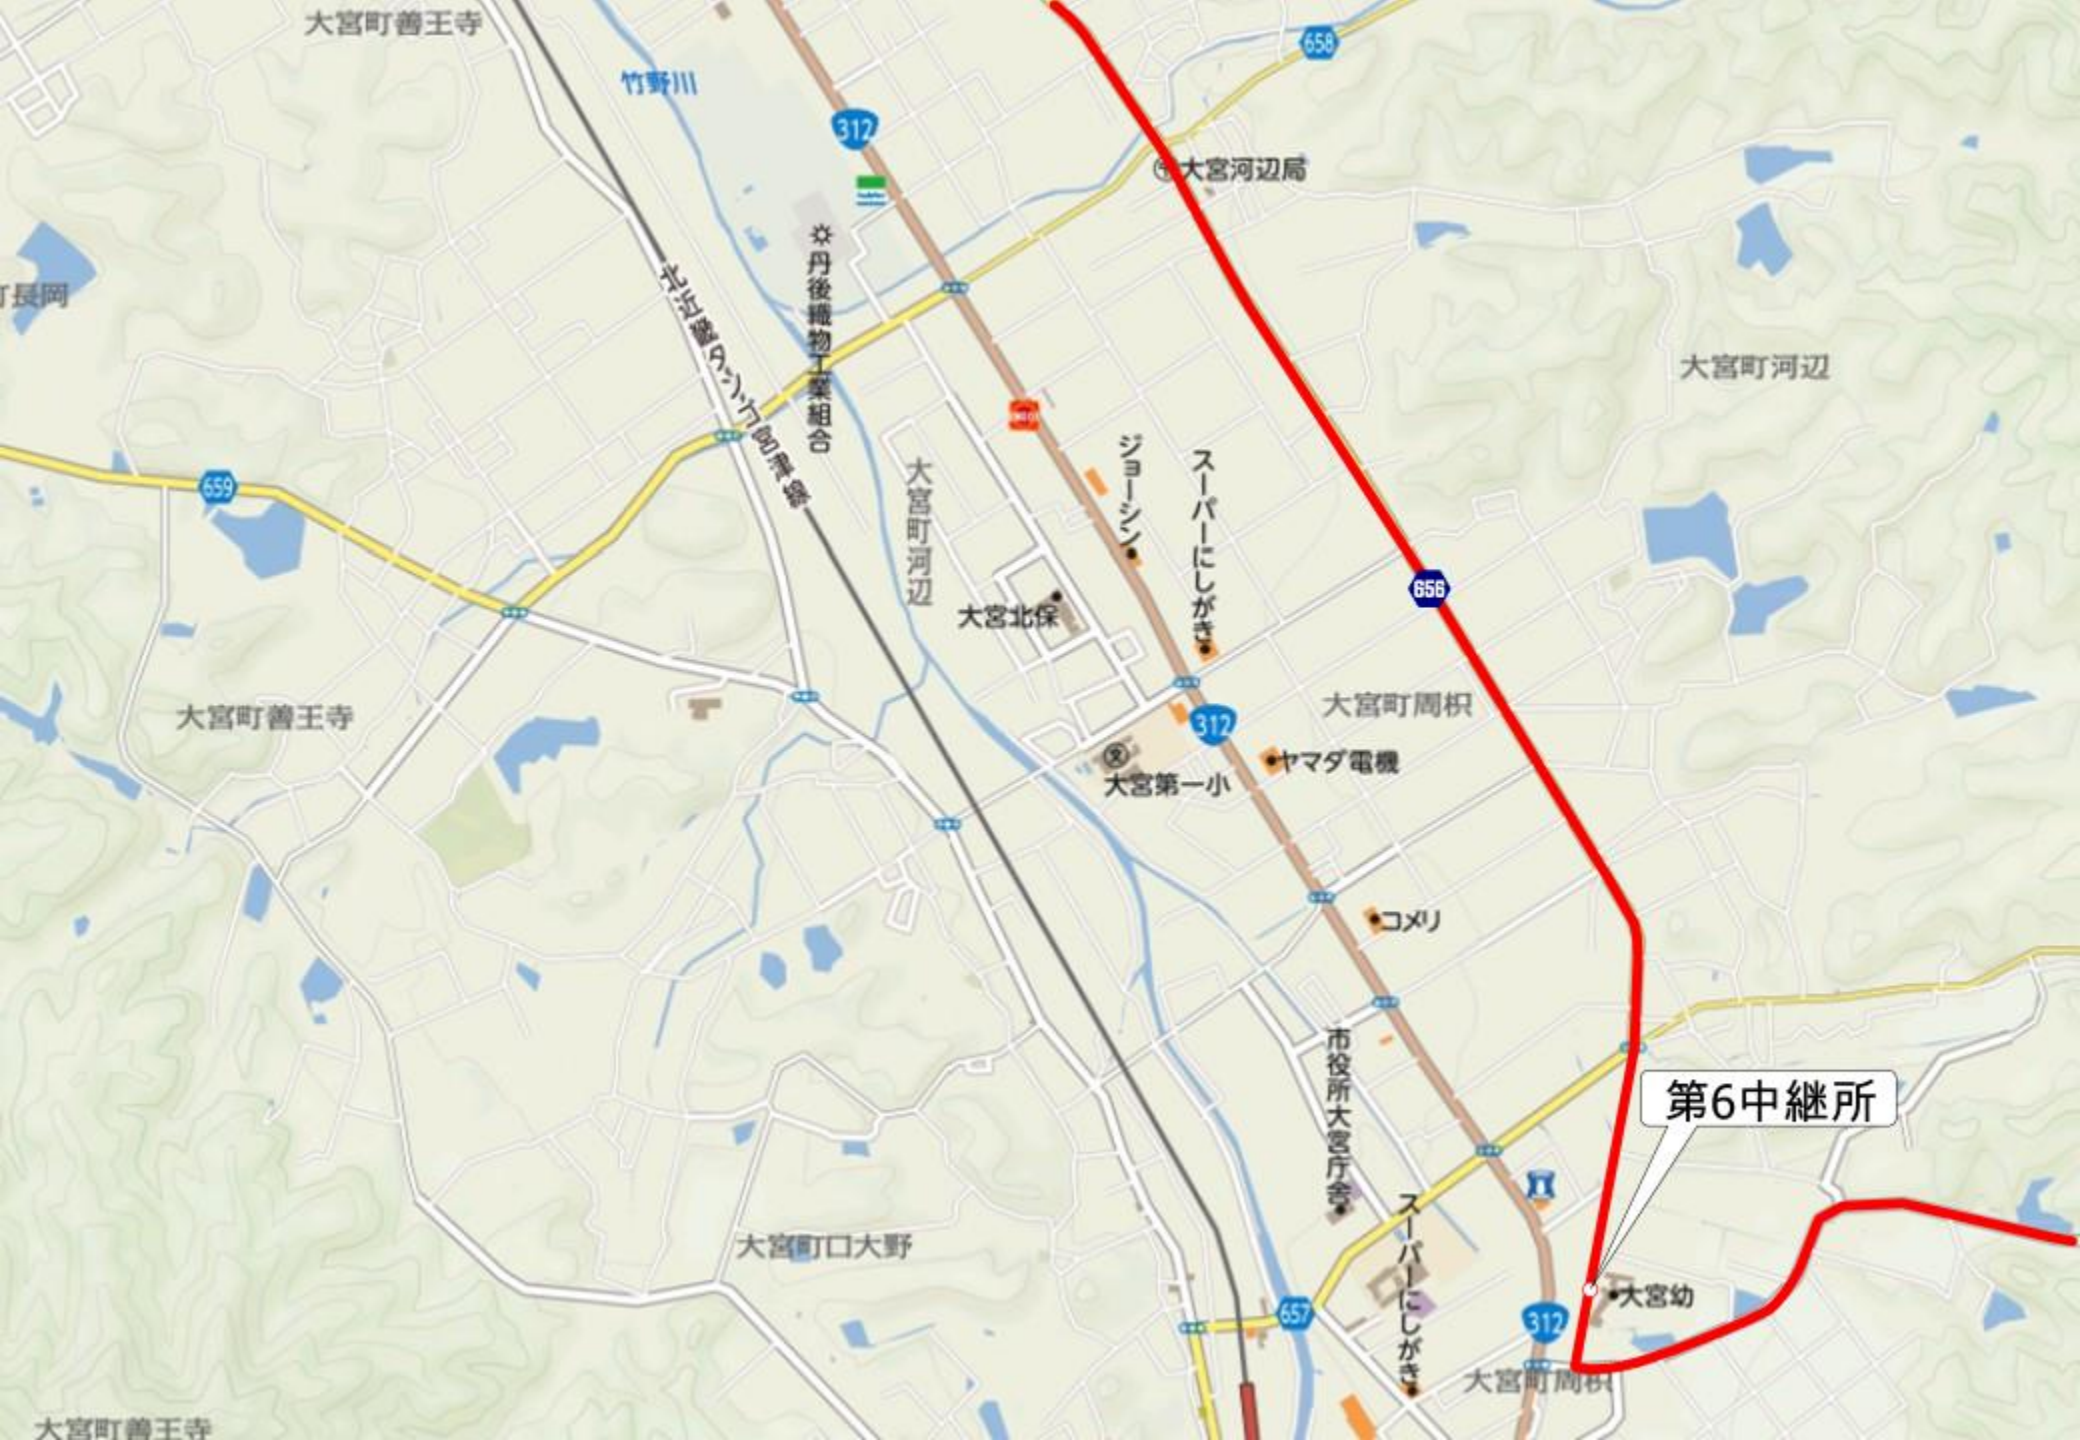 大宮町善王寺
658
竹野川
312
大宮河辺局
丹後織物工業組合
北近畿タンゴ宮津線
町長岡
大宮町河辺
ジョーシン
スーパーにしがき
大宮町河辺
659
656
大宮北保
大宮町善王寺
大宮町周枳
312
文
ヤマダ電機
大宮第一小
コメリ
市役所大宮庁舎
第6中継所
スーパーにしがき
大宮町口大野
大宮幼
657
312
大宮町周枳
大宮町善王寺